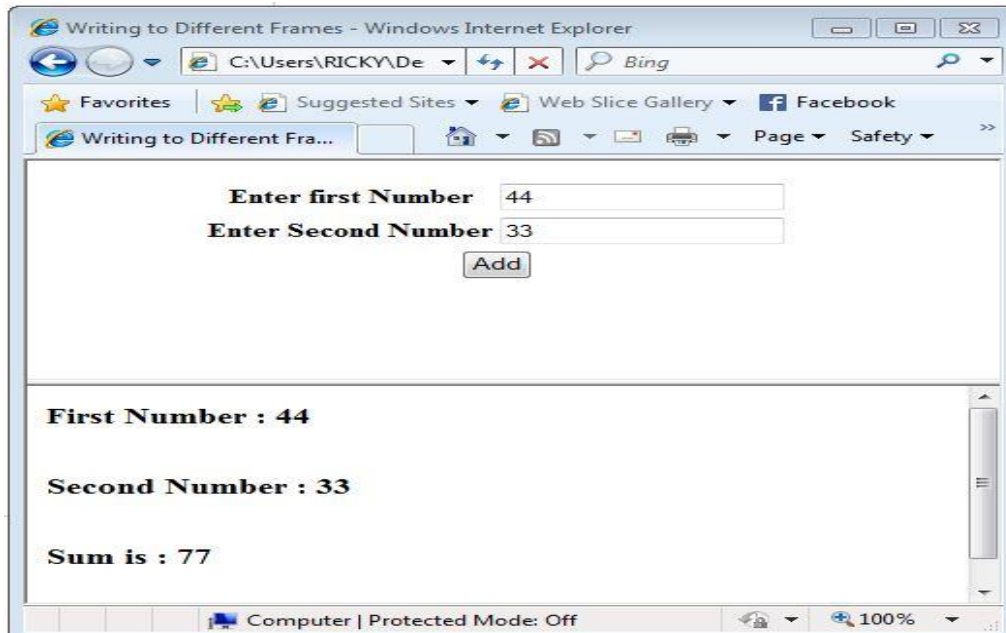 Writing to Different Frames - Windows Internet Explorer
C:\Users\RICKY\De Bing
Favorites Suggested Sites Web Slice Gallery Facebook
Writing to Different Fra... Page Safety »
Enter first Number 44
Enter Second Number 33
Add
First Number : 44
Second Number : 33
Sum is : 77
Computer | Protected Mode: Off 100%